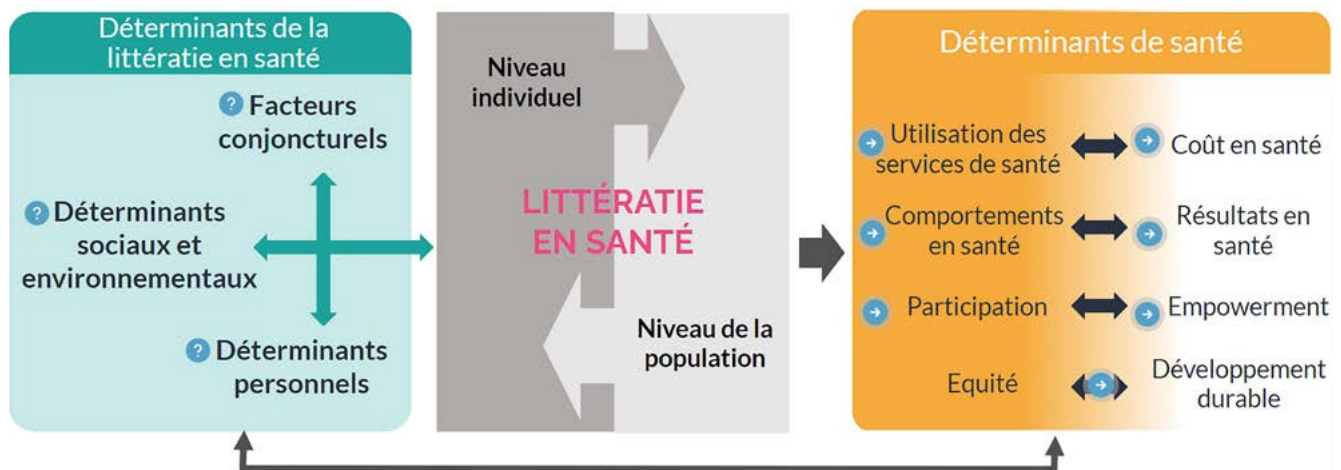 Déterminants de la
littératie en santé
? Facteurs
conjoncturels
? Déterminants
sociaux et
environnementaux
? Déterminants
personnels
Niveau
individuel
LITTÉRATIE
EN SANTÉ
Niveau de la
population
Déterminants de santé
Utilisation des
services de santé
Coût en santé
Comportements
en santé
Résultats en
santé
Participation
Empowerment
Equité
Développement
durable